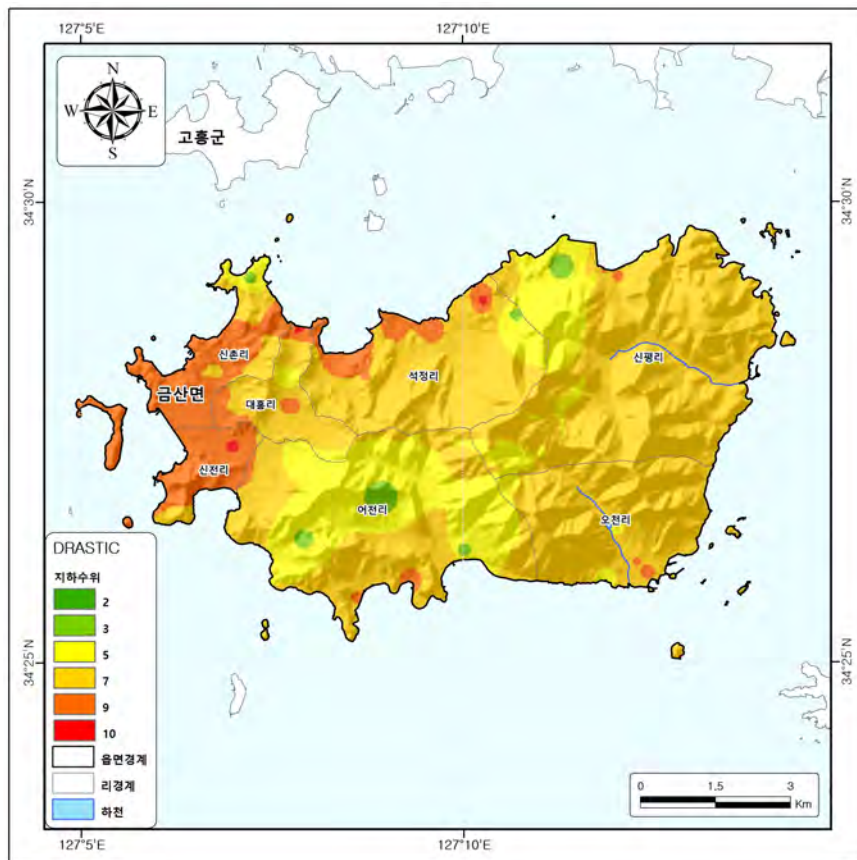 127°5'E 127°10'E
N
W E
S
고흥군
34°30'N 34°30'N
신촌리
석정리
신평리
금산면
대흥리
신전리
어전리
오천리
DRASTIC
지하수위
2
3
5
7
9
10
읍면경계
리경계
하천
34°25'N 34°25'N
0 1.5 3
Km
127°5'E 127°10'E